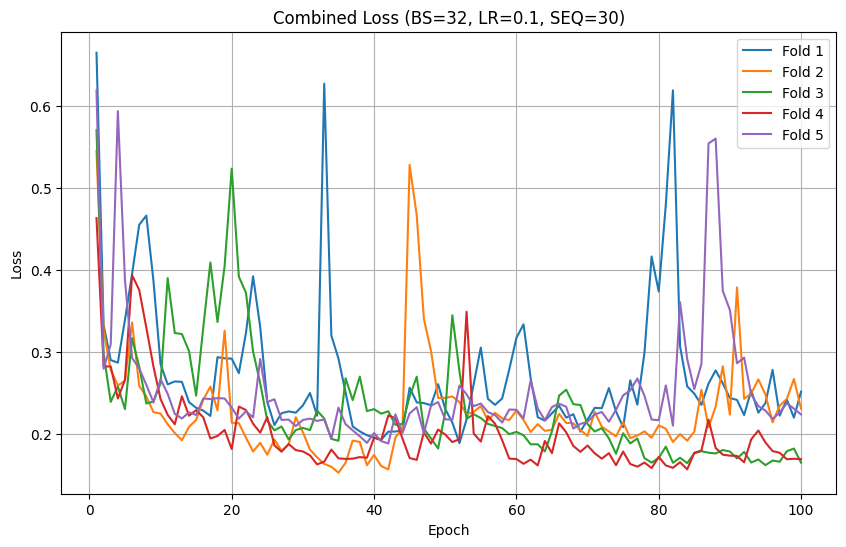 Combined Loss (BS=32, LR=0.1, SEQ=30)
Fold 1
Fold 2
Fold 3
Fold 4
Fold 5
Loss
0.6
0.5
0.4
0.3
0.2
0 20 40 60 80 100
Epoch